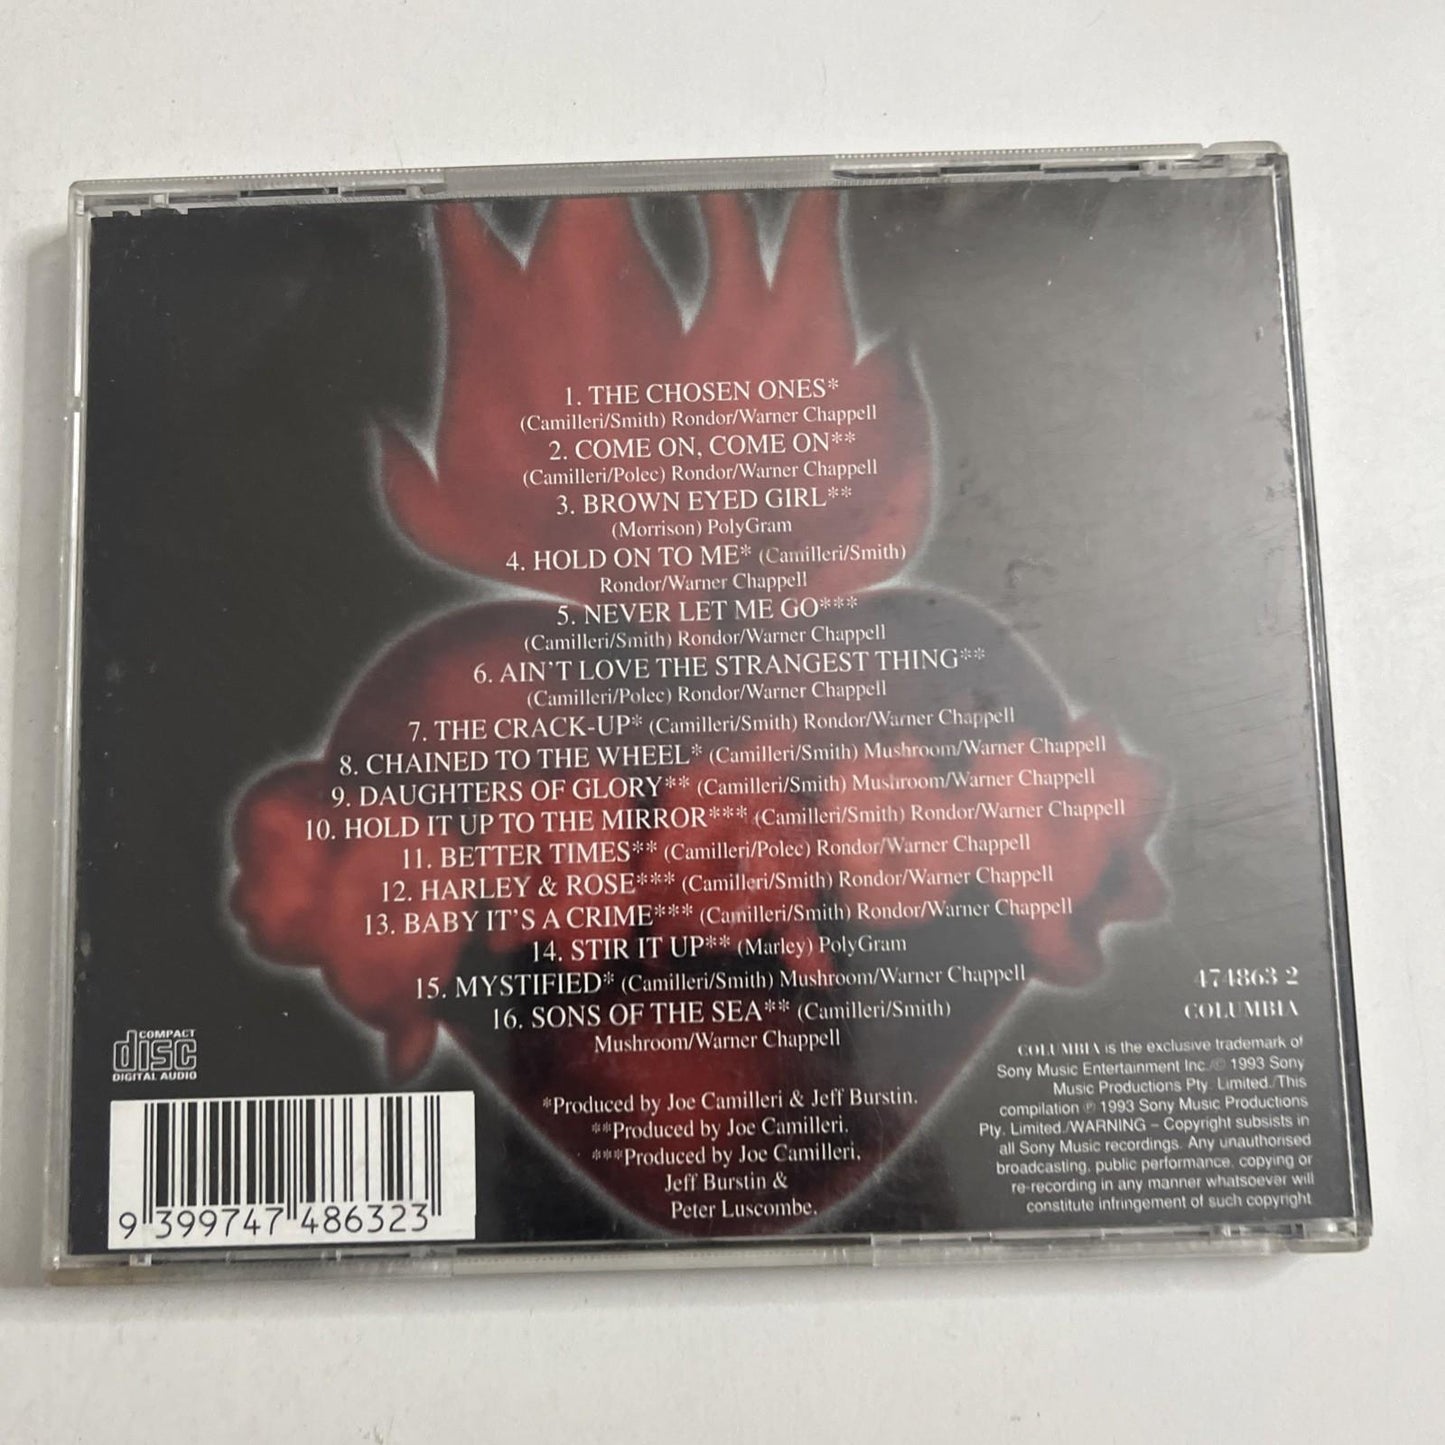 1. THE CHOSEN ONES*
(Camilleri/Smith) Rondor/Warner Chappell
2. COME ON, COME ON**
(Camilleri/Polec) Rondor/Warner Chappell
3. BROWN EYED GIRL**
(Morrison) PolyGram
4. HOLD ON TO ME* (Camilleri/Smith)
Rondor/Warner Chappell
5. NEVER LET ME GO***
(Camilleri/Smith) Rondor/Warner Chappell
6. AIN'T LOVE THE STRANGEST THING**
(Camilleri/Polec) Rondor/Warner Chappell
7. THE CRACK-UP* (Camilleri/Smith) Rondor/Warner Chappell
8. CHAINED TO THE WHEEL* (Camilleri/Smith) Mushroom/Warner Chappell
9. DAUGHTERS OF GLORY** (Camilleri/Smith) Mushroom/Warner Chappell
10. HOLD IT UP TO THE MIRROR*** (Camilleri/Smith) Rondor/Warner Chappell
11. BETTER TIMES** (Camilleri/Polec) Rondor/Warner Chappell
12. HARLEY & ROSE*** (Camilleri/Smith) Rondor/Warner Chappell
13. BABY IT'S A CRIME*** (Camilleri/Smith) Rondor/Warner Chappell
14. STIR IT UP** (Marley) PolyGram
15. MYSTIFIED* (Camilleri/Smith) Mushroom/Warner Chappell
16. SONS OF THE SEA** (Camilleri/Smith)
Mushroom/Warner Chappell
*Produced by Joe Camilleri & Jeff Burstin.
**Produced by Joe Camilleri.
***Produced by Joe Camilleri,
Jeff Burstin &
Peter Luscombe.
COMPACT
disc
DIGITAL AUDIO
9 399747 486323
474863 2
COLUMBIA
COLUMBIA is the exclusive trademark of
Sony Music Entertainment Inc./© 1993 Sony
Music Productions Pty. Limited./This
compilation ℗ 1993 Sony Music Productions
Pty. Limited./WARNING – Copyright subsists in
all Sony Music recordings. Any unauthorised
broadcasting, public performance, copying or
re-recording in any manner whatsoever will
constitute infringement of such copyright